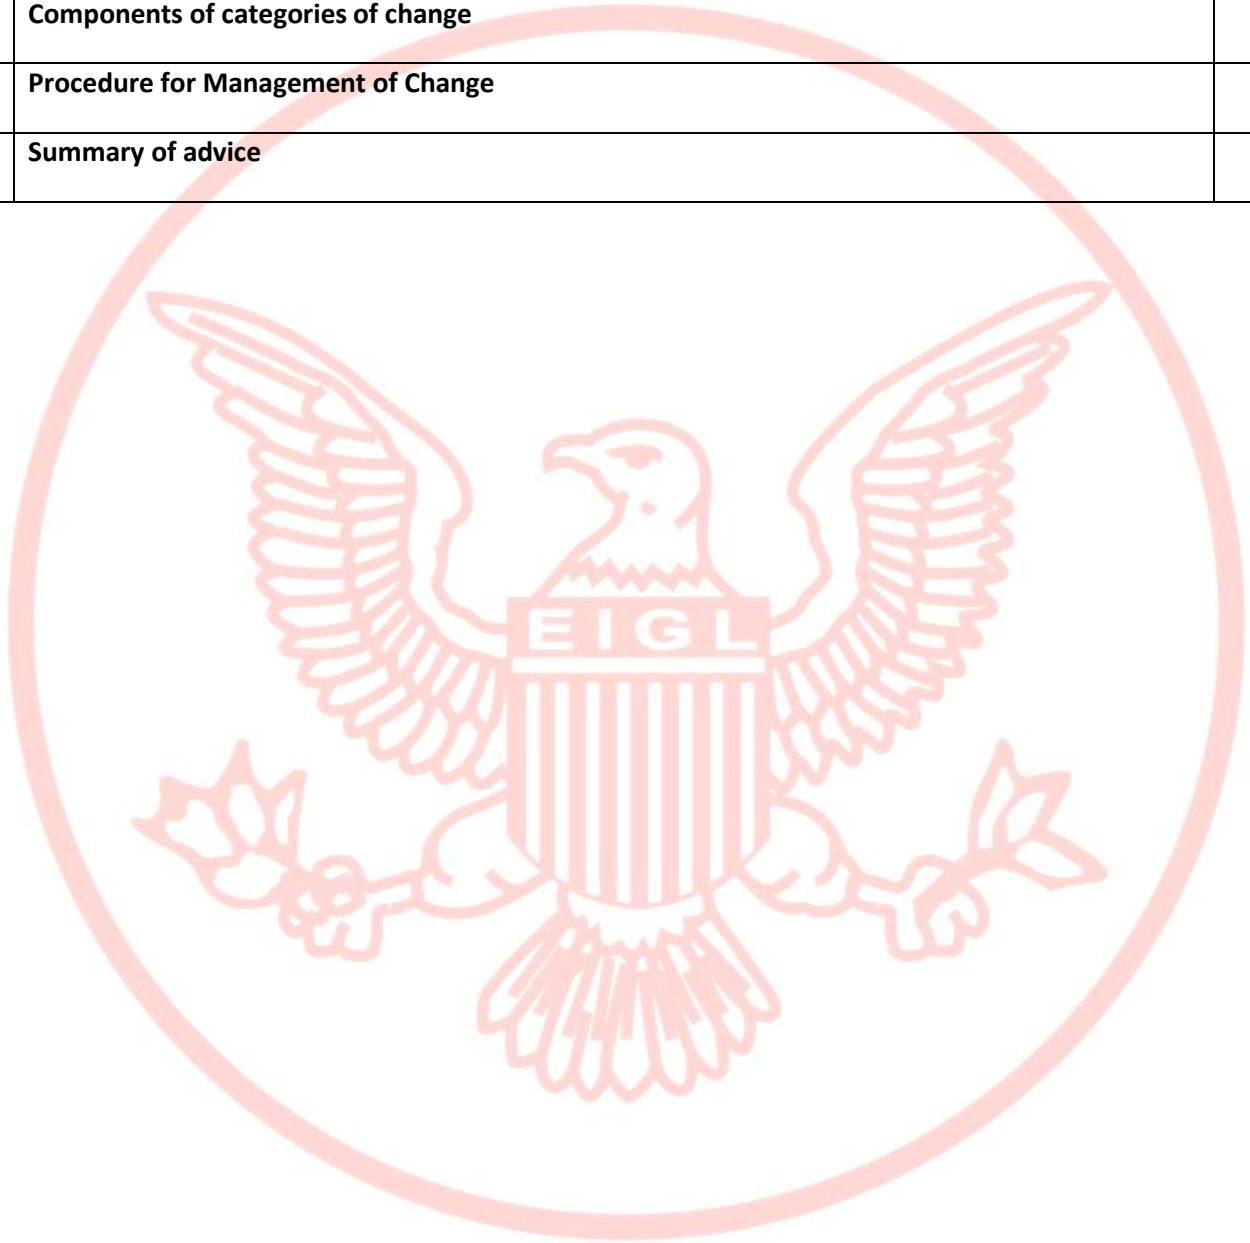 Components of categories of change
Procedure for Management of Change
Summary of advice
EIGL